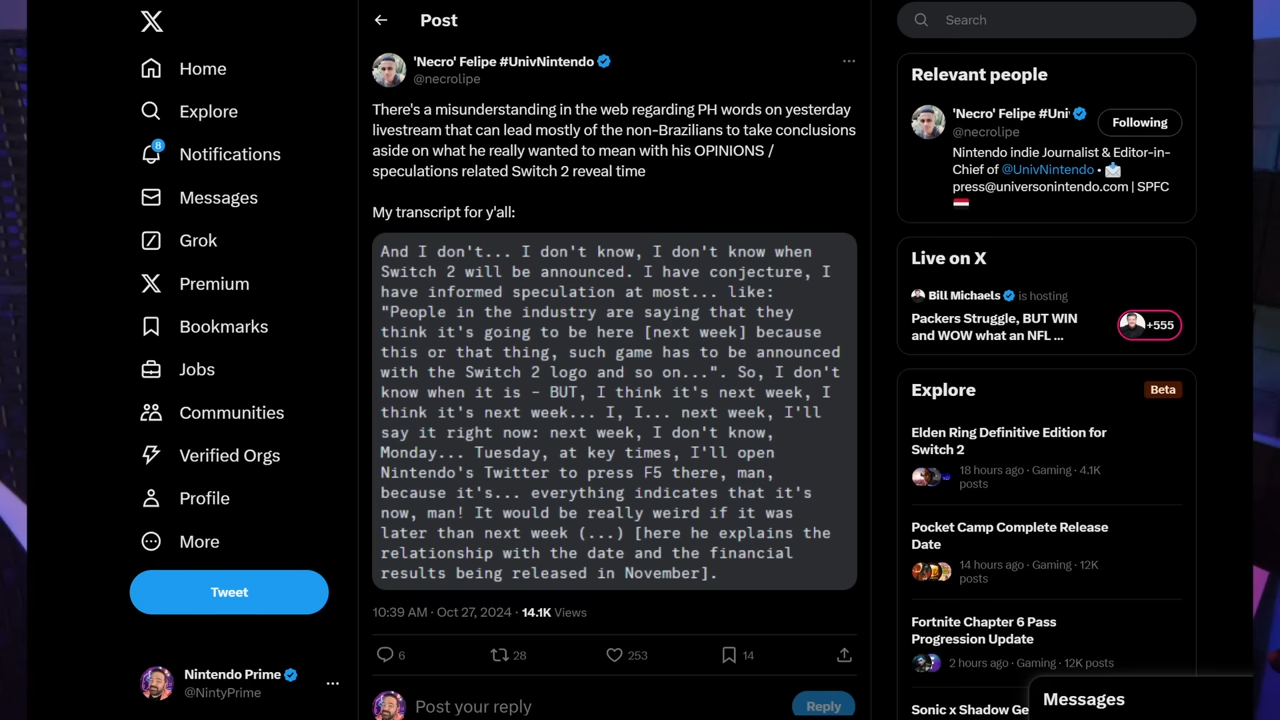 Post
Search
Home
Explore
8
Notifications
Messages
Grok
Premium
Bookmarks
Jobs
Communities
Verified Orgs
Profile
More
Tweet
Nintendo Prime
@NintyPrime
'Necro' Felipe #UnivNintendo
@necrolipe
There's a misunderstanding in the web regarding PH words on yesterday
livestream that can lead mostly of the non-Brazilians to take conclusions
aside on what he really wanted to mean with his OPINIONS /
speculations related Switch 2 reveal time
My transcript for y'all:
And I don't... I don't know, I don't know when
Switch 2 will be announced. I have conjecture, I
have informed speculation at most... like:
"People in the industry are saying that they
think it's going to be here [next week] because
this or that thing, such game has to be announced
with the Switch 2 logo and so on...". So, I don't
know when it is - BUT, I think it's next week, I
think it's next week... I, I... next week, I'll
say it right now: next week, I don't know,
Monday... Tuesday, at key times, I'll open
Nintendo's Twitter to press F5 there, man,
because it's... everything indicates that it's
now, man! It would be really weird if it was
later than next week (...) [here he explains the
relationship with the date and the financial
results being released in November].
10:39 AM · Oct 27, 2024 · 14.1K Views
6
28
253
14
Post your reply
Reply
Relevant people
'Necro' Felipe #Uni
@necrolipe
Following
Nintendo indie Journalist & Editor-in-
Chief of @UnivNintendo • 📩
press@universonintendo.com | SPFC
Live on X
Bill Michaels is hosting
Packers Struggle, BUT WIN
and WOW what an NFL ...
+555
Explore
Beta
Elden Ring Definitive Edition for
Switch 2
18 hours ago · Gaming · 4.1K
posts
Pocket Camp Complete Release
Date
14 hours ago · Gaming · 12K
posts
Fortnite Chapter 6 Pass
Progression Update
2 hours ago · Gaming · 12K posts
Sonic x Shadow Ge
Messages